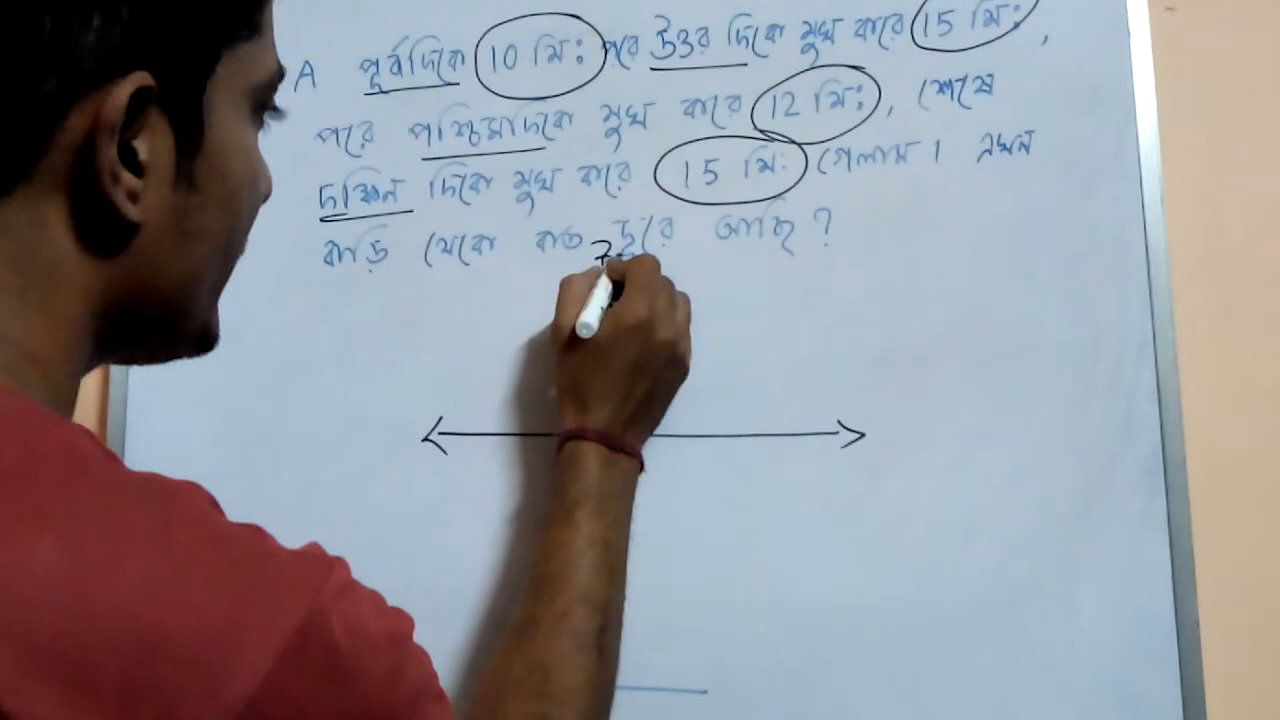 A পূর্বদিকে 10 মি: পরে উত্তর দিকে মুখ করে 15 মি: ,
পরে পশ্চিমদিকে মুখ করে 12 মি: , শেষে
দক্ষিন দিকে মুখ করে 15 মি: গেলাম। এখন
বাড়ি থেকে কত দূরে আছি ?